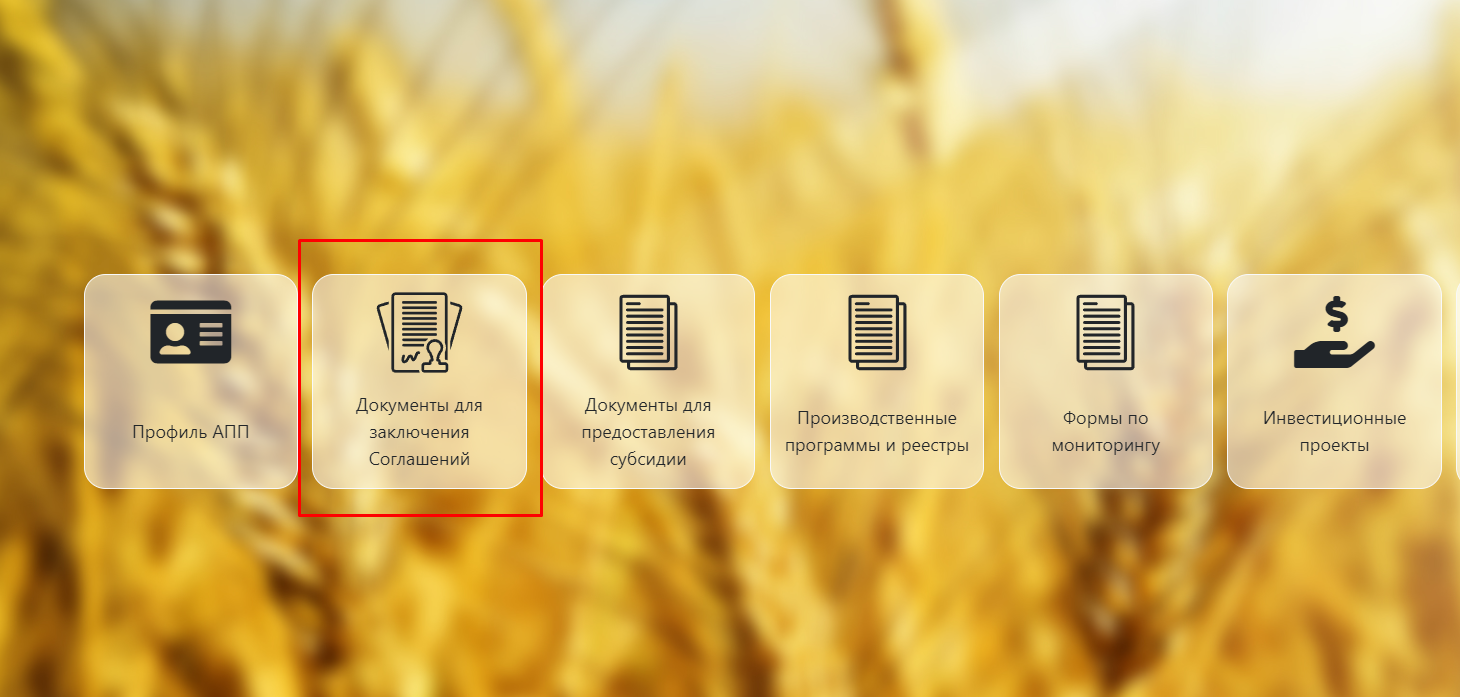 Профиль АПП
Документы для
заключения
Соглашений
Документы для
предоставления
субсидии
Производственные
программы и реестры
Формы по
мониторингу
Инвестиционные
проекты